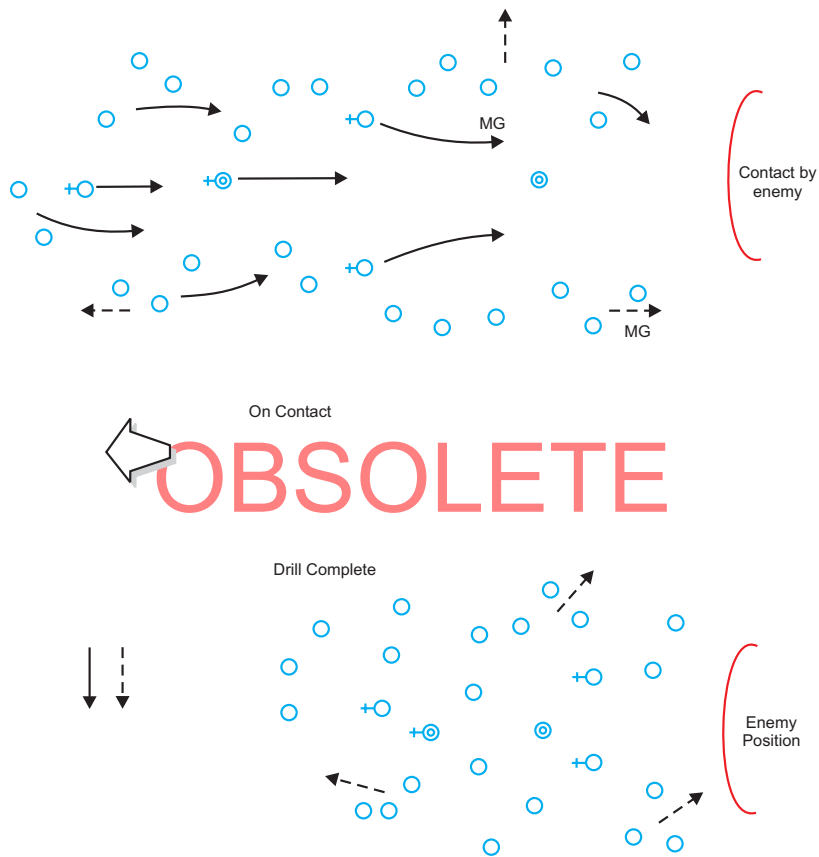 MG
Contact by
enemy
MG
On Contact
OBSOLETE
Drill Complete
Enemy
Position